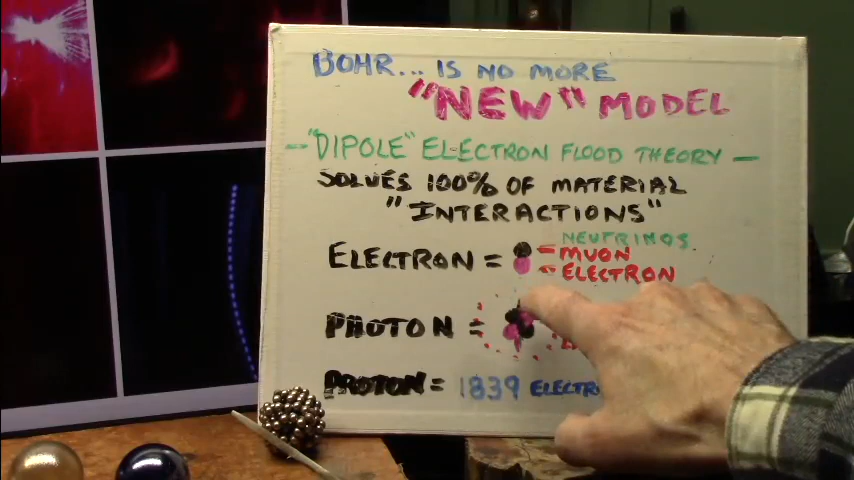 BOHR... IS NO MORE
"NEW" MODEL
- "DIPOLE" ELECTRON FLOOD THEORY -
SOLVES 100% OF MATERIAL
"INTERACTIONS"
NEUTRINOS
ELECTRON = MUON
ELECTRON
PHOTON =
PROTON = 1839 ELECTRO